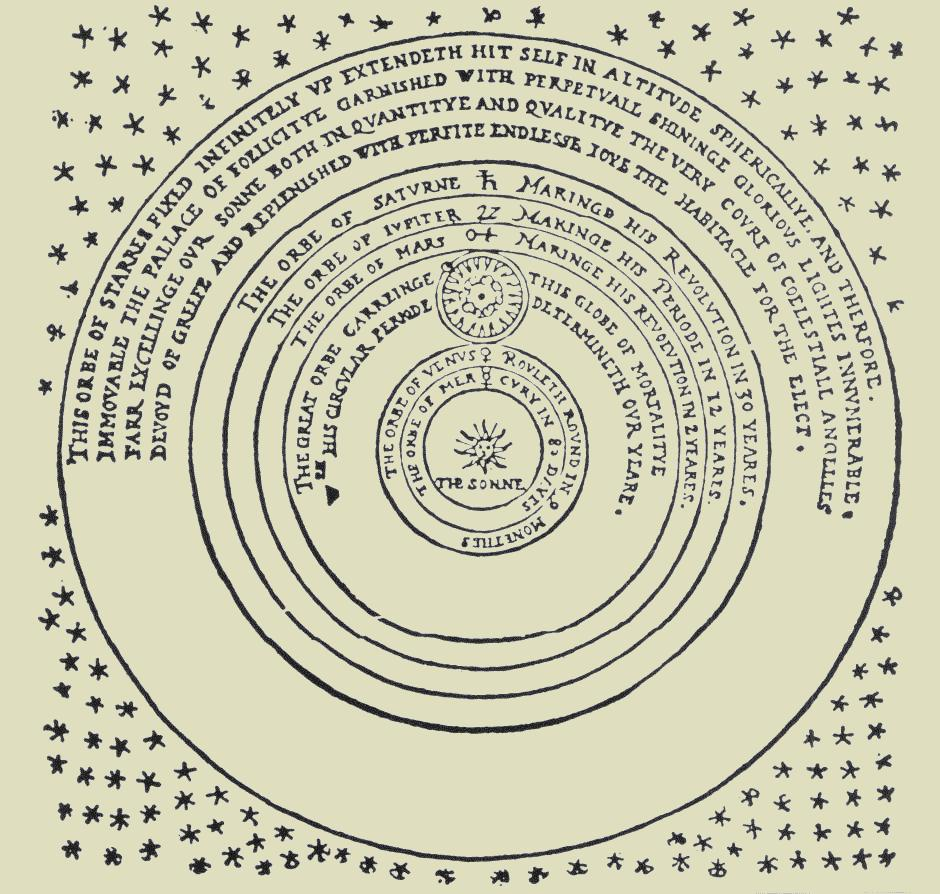 THIS ORBE OF STARRES FIXED INFINITELY VP EXTENDETH HIT SELF IN ALTITVDE SPHERICALLYE, AND THEREFORE.
IMMOVABLE THE PALLACE OF FOELICITYE GARNISHED WITH PERPETVALL SHININGE GLORIOVS LIGHTES INNVMERABLE.
FARR EXCELLINGE OVR SONNE BOTH IN QVANTITYE AND QVALITYE THE VERY COVRT OF COELESTIALL ANGELLES
DEVOYD OF GREEFE AND REPLENISHED WITH PERFITE ENDLESSE IOYE THE HABITACLE FOR THE ELECT.
THE ORBE OF SATVRNE ♄ MAKINGE HIS REVOLVTION IN 30 YEARES.
THE ORBE OF IVPITER ♃ MAKINGE HIS PERIODE IN 12 YEARES.
THE ORBE OF MARS ♂ MAKINGE HIS REVOLVTION IN 2 YEARES.
THE GREAT ORBE CARREINGE THIS GLOBE OF MORTALITYE
HIS CIRCVLAR PERIODE DETERMINETH OVR YEARE.
THE ORBE OF VENVS ♀ ROVLETH ROVND IN 9 MONETHES
THE ORBE OF MER ☿ CVRY IN 80 DAYES
THE SONNE